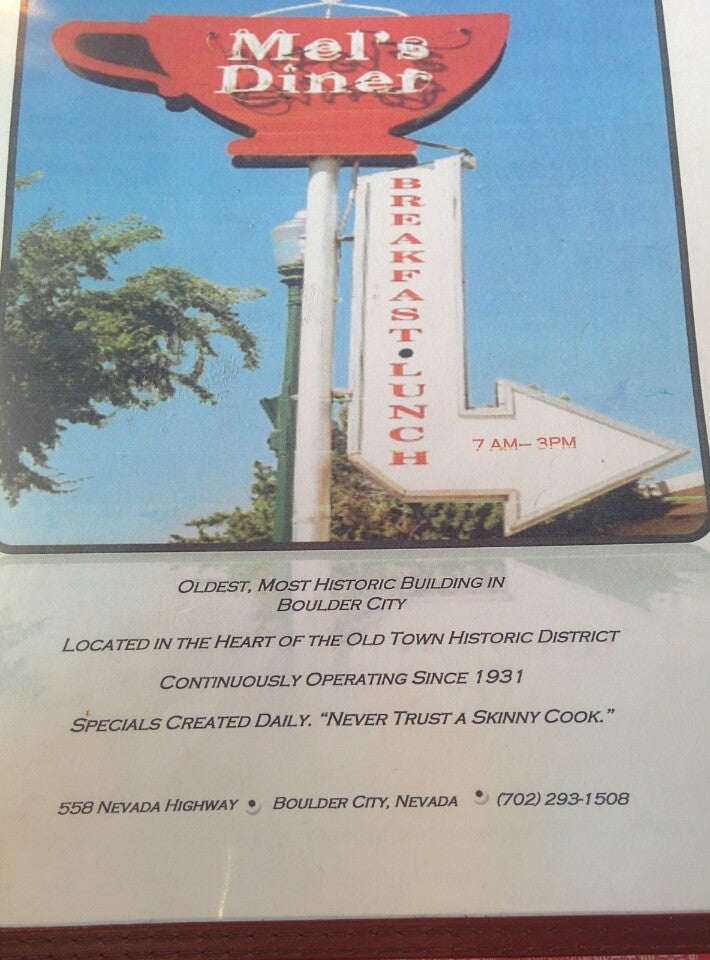 Mel's
Diner
BREAKFAST • LUNCH
7 AM– 3PM
OLDEST, MOST HISTORIC BUILDING IN
BOULDER CITY
LOCATED IN THE HEART OF THE OLD TOWN HISTORIC DISTRICT
CONTINUOUSLY OPERATING SINCE 1931
SPECIALS CREATED DAILY. “NEVER TRUST A SKINNY COOK.”
558 NEVADA HIGHWAY • BOULDER CITY, NEVADA • (702) 293-1508